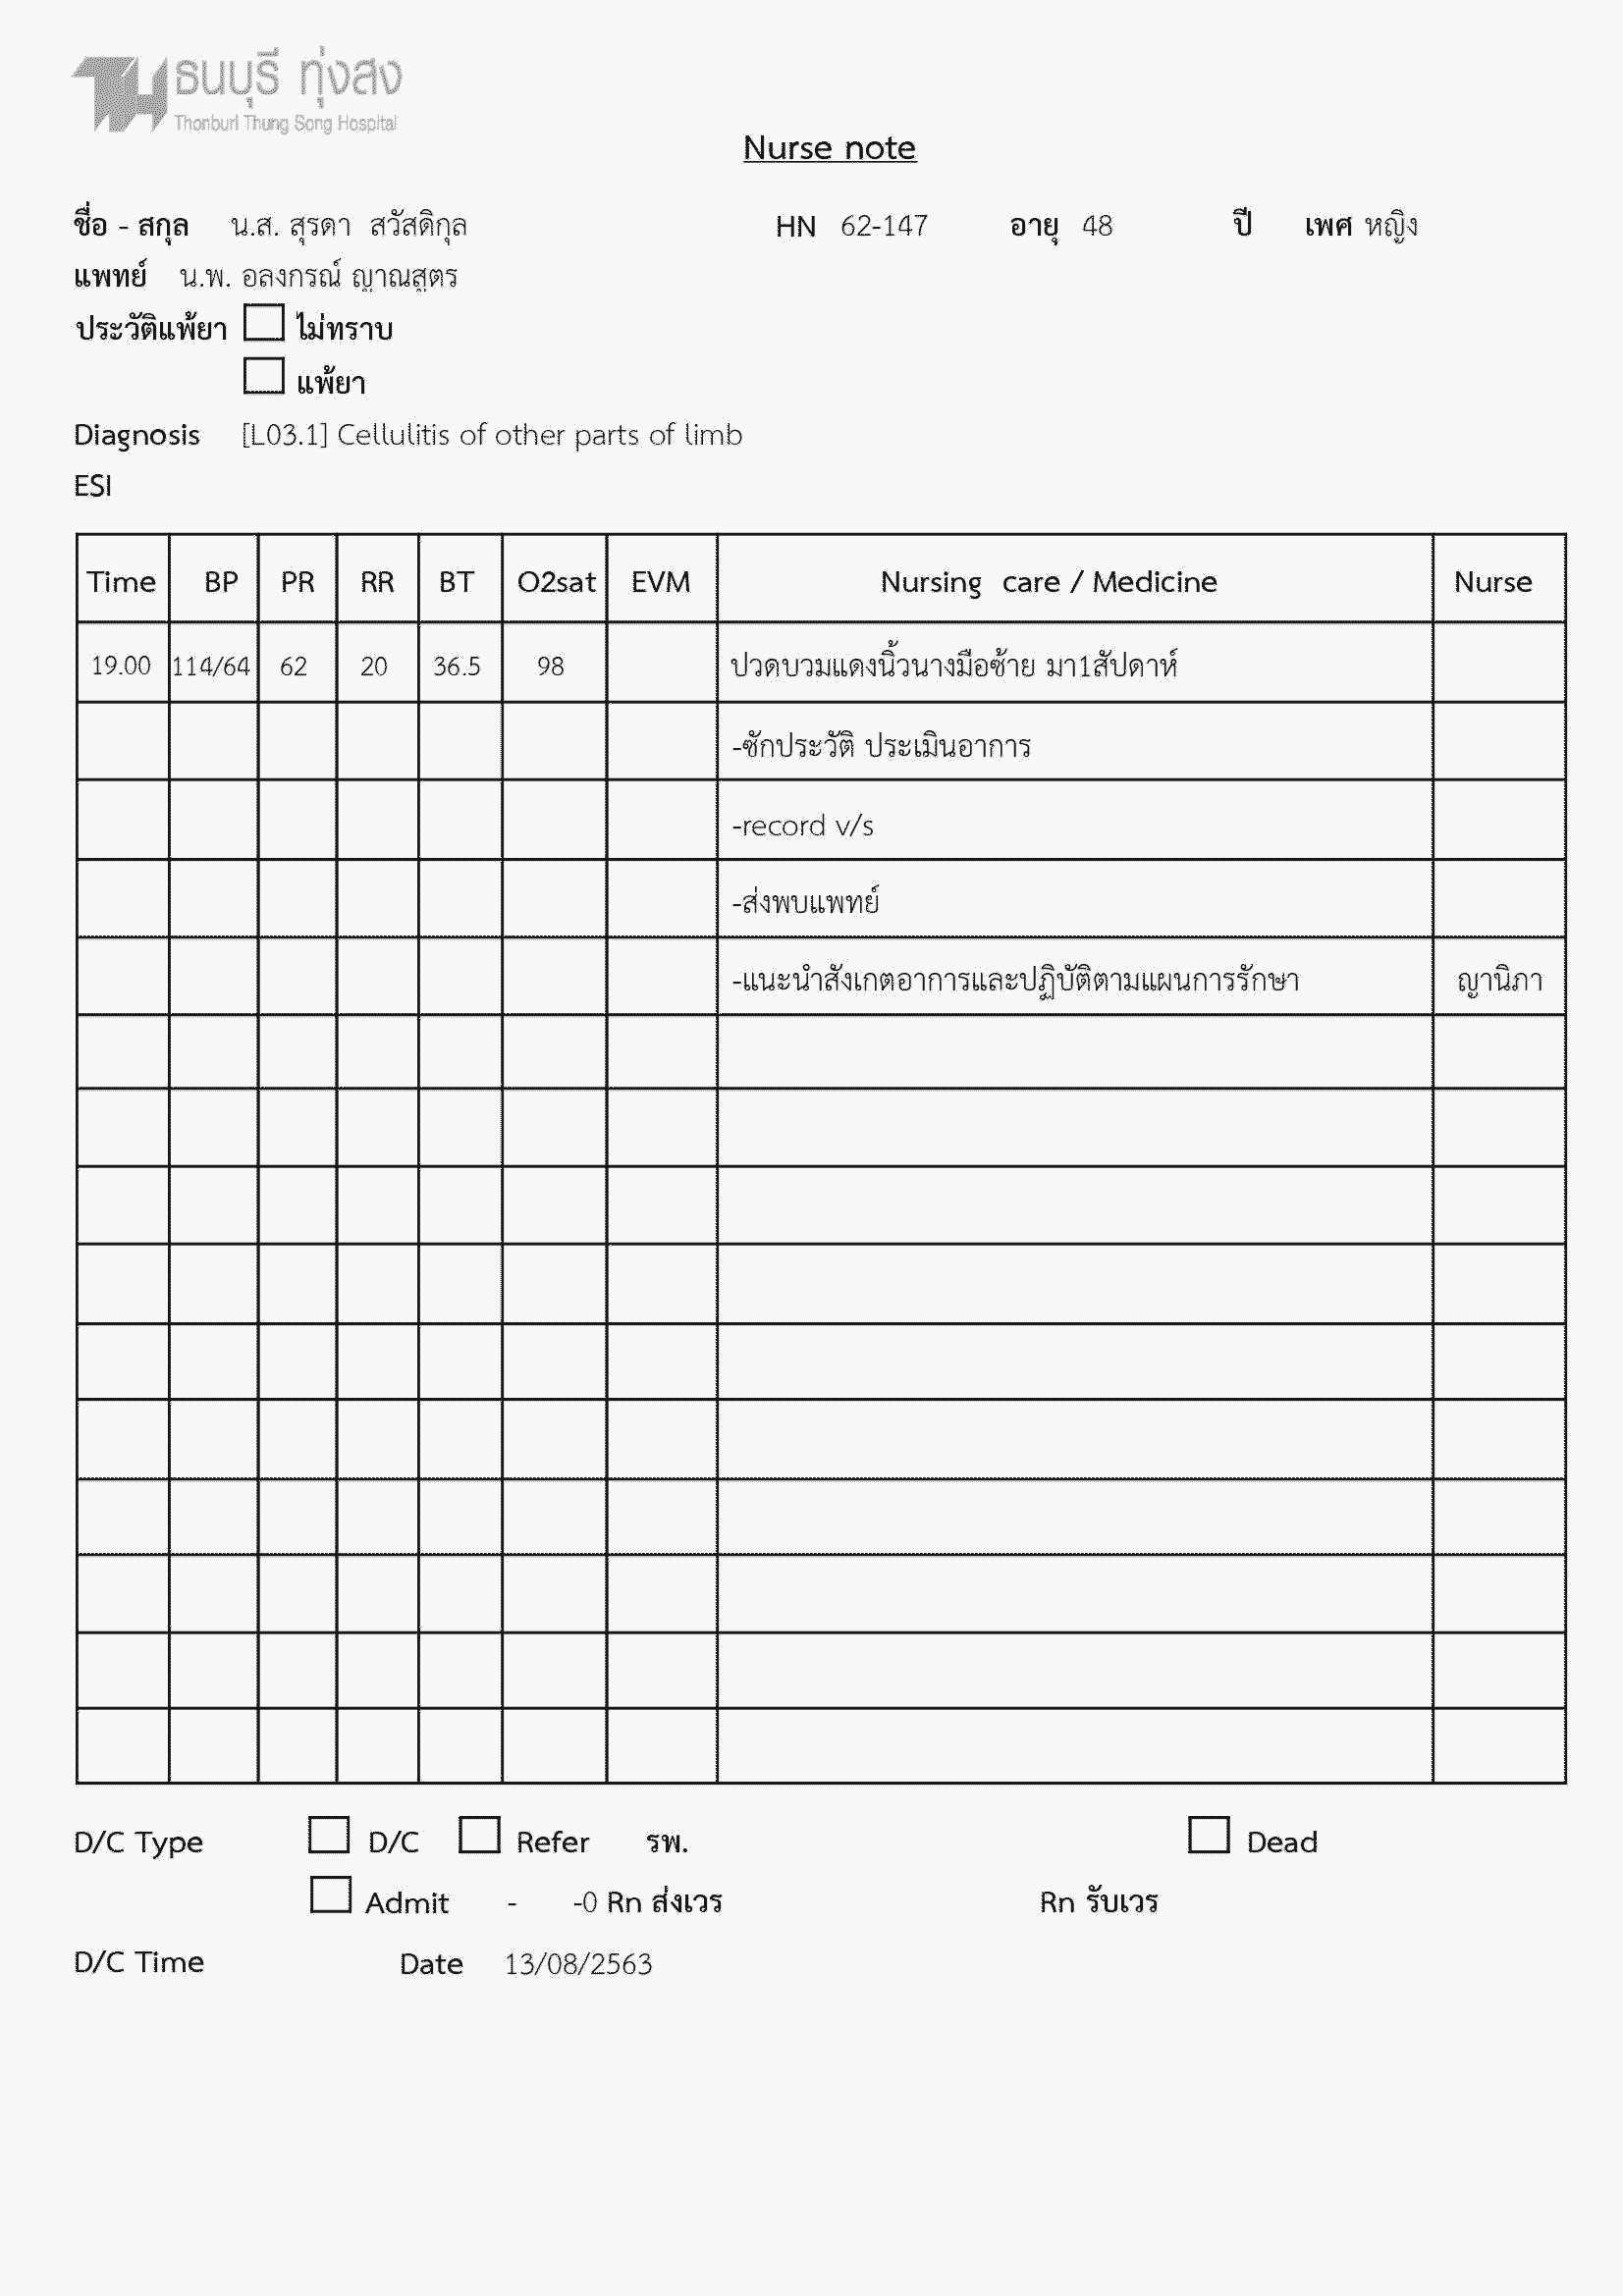 ธนบุรี ทุ่งสง
Thonburi Thung Song Hospital
Nurse note
ชื่อ - สกุล น.ส. สุรดา สวัสดิกุล HN 62-147 อายุ 48 ปี เพศ หญิง
แพทย์ น.พ. อลงกรณ์ ญาณสูตร
ประวัติแพ้ยา ไม่ทราบ
แพ้ยา
Diagnosis [L03.1] Cellulitis of other parts of limb
ESI
Time BP PR RR BT O2sat EVM Nursing care / Medicine Nurse
19.00 114/64 62 20 36.5 98 ปวดบวมแดงนิ้วนางมือซ้าย มา1สัปดาห์
-ซักประวัติ ประเมินอาการ
-record v/s
-ส่งพบแพทย์
-แนะนำสังเกตอาการและปฏิบัติตามแผนการรักษา ญานิภา
D/C Type D/C Refer รพ. Dead
Admit - -0 Rn ส่งเวร Rn รับเวร
D/C Time Date 13/08/2563